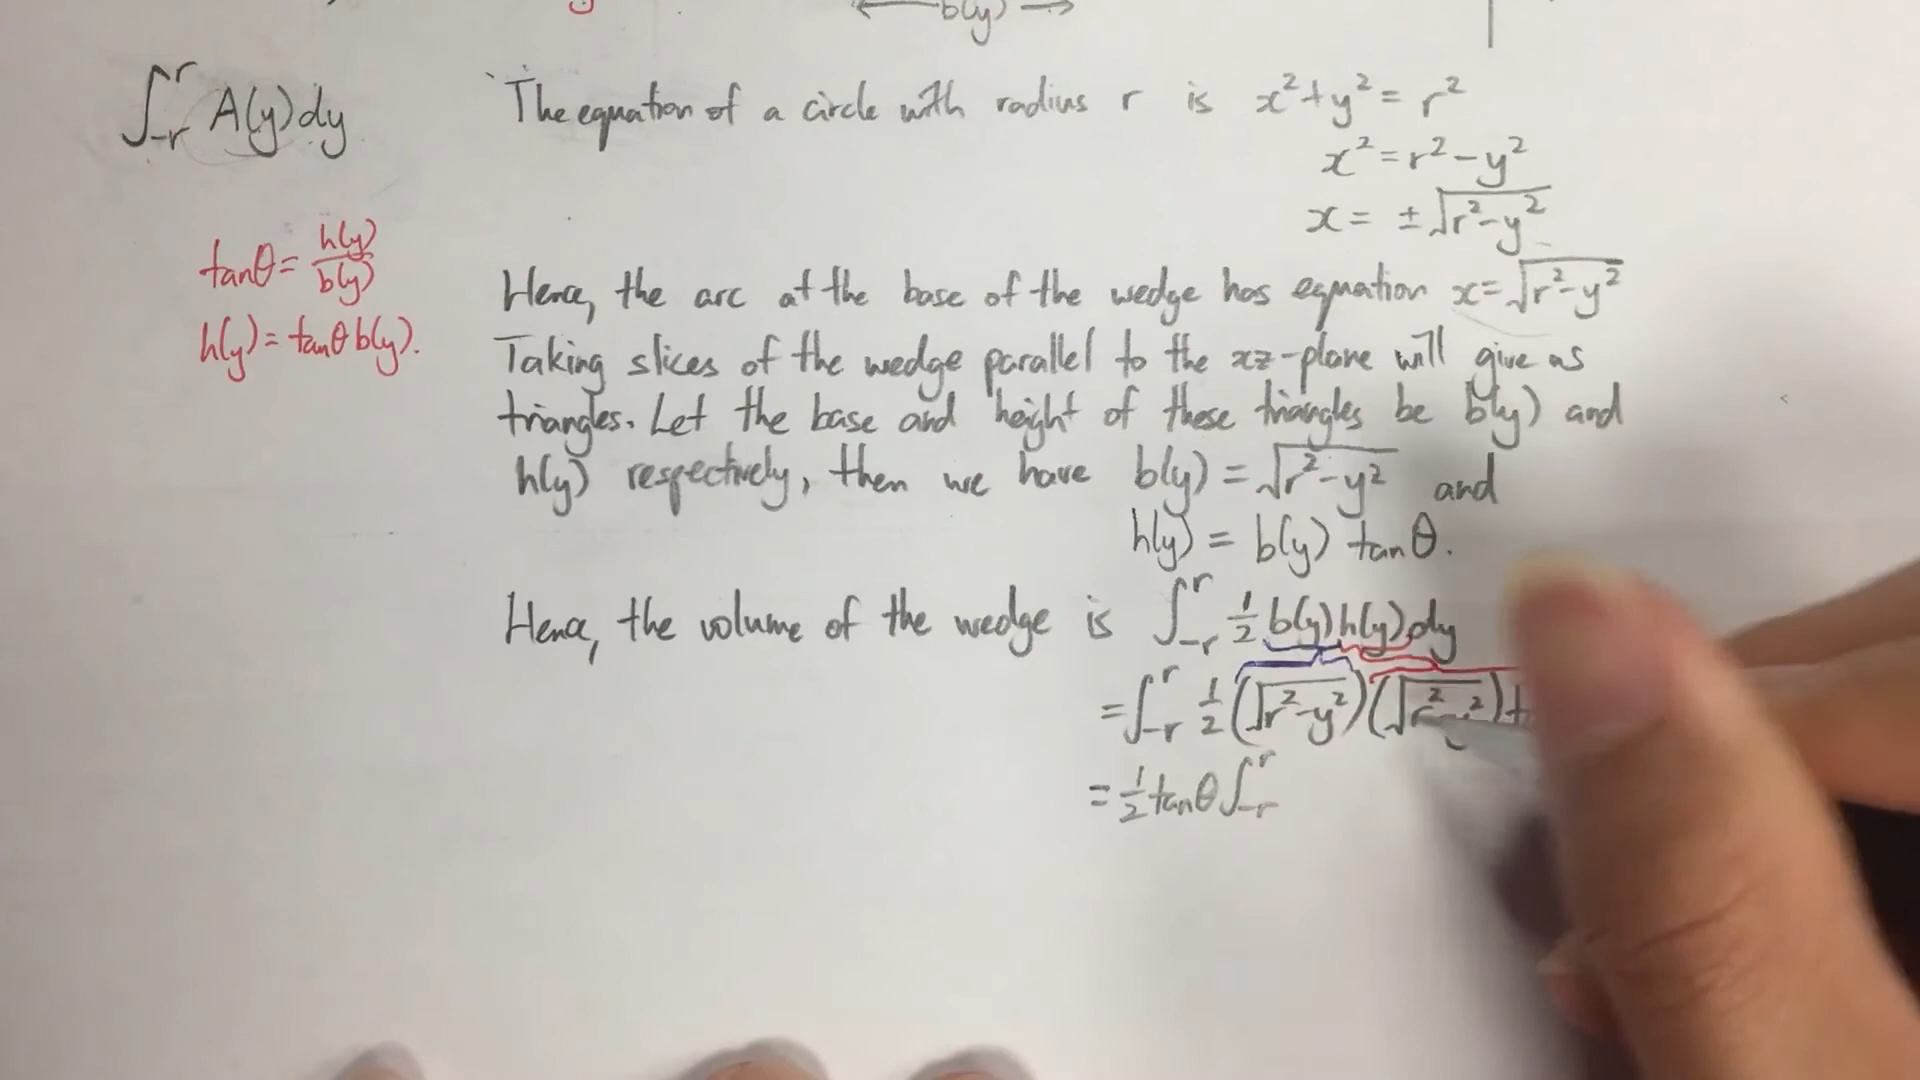 b(y)
∫_{-r}^{r} A(y)dy
The equation of a circle with radius r is x²+y²= r²
x²=r²-y²
x= ±√(r²-y²)
tanθ= h(y)/b(y)
h(y)= tanθ b(y).
Hence, the arc at the base of the wedge has equation x=√(r²-y²)
Taking slices of the wedge parallel to the xz-plane will give us
triangles. Let the base and height of these triangles be b(y) and
h(y) respectively, then we have b(y) = √(r²-y²) and
h(y) = b(y) tanθ.
Hence, the volume of the wedge is ∫_{-r}^{r} ½ b(y)h(y)dy
=∫_{-r}^{r} ½ (√(r²-y²))(√(r²-y²))
= ½ tanθ ∫_{-r}^{r}